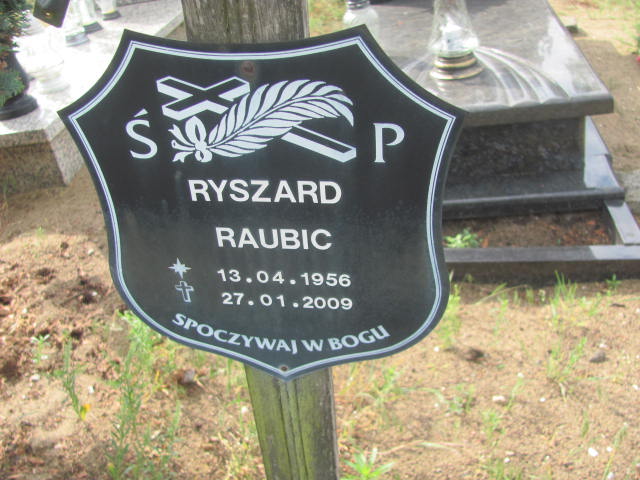 Ś P
RYSZARD
RAUBIC
13.04.1956
27.01.2009
SPOCZYWAJ W BOGU